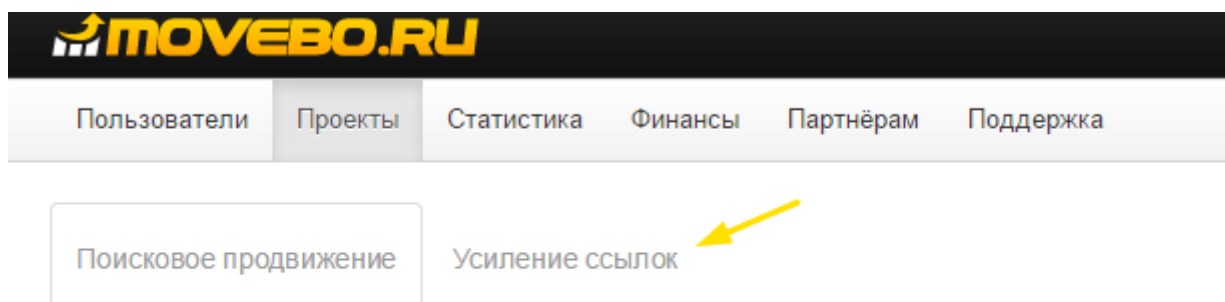 MOVEBO.RU
Пользователи Проекты Статистика Финансы Партнёрам Поддержка
Поисковое продвижение Усиление ссылок